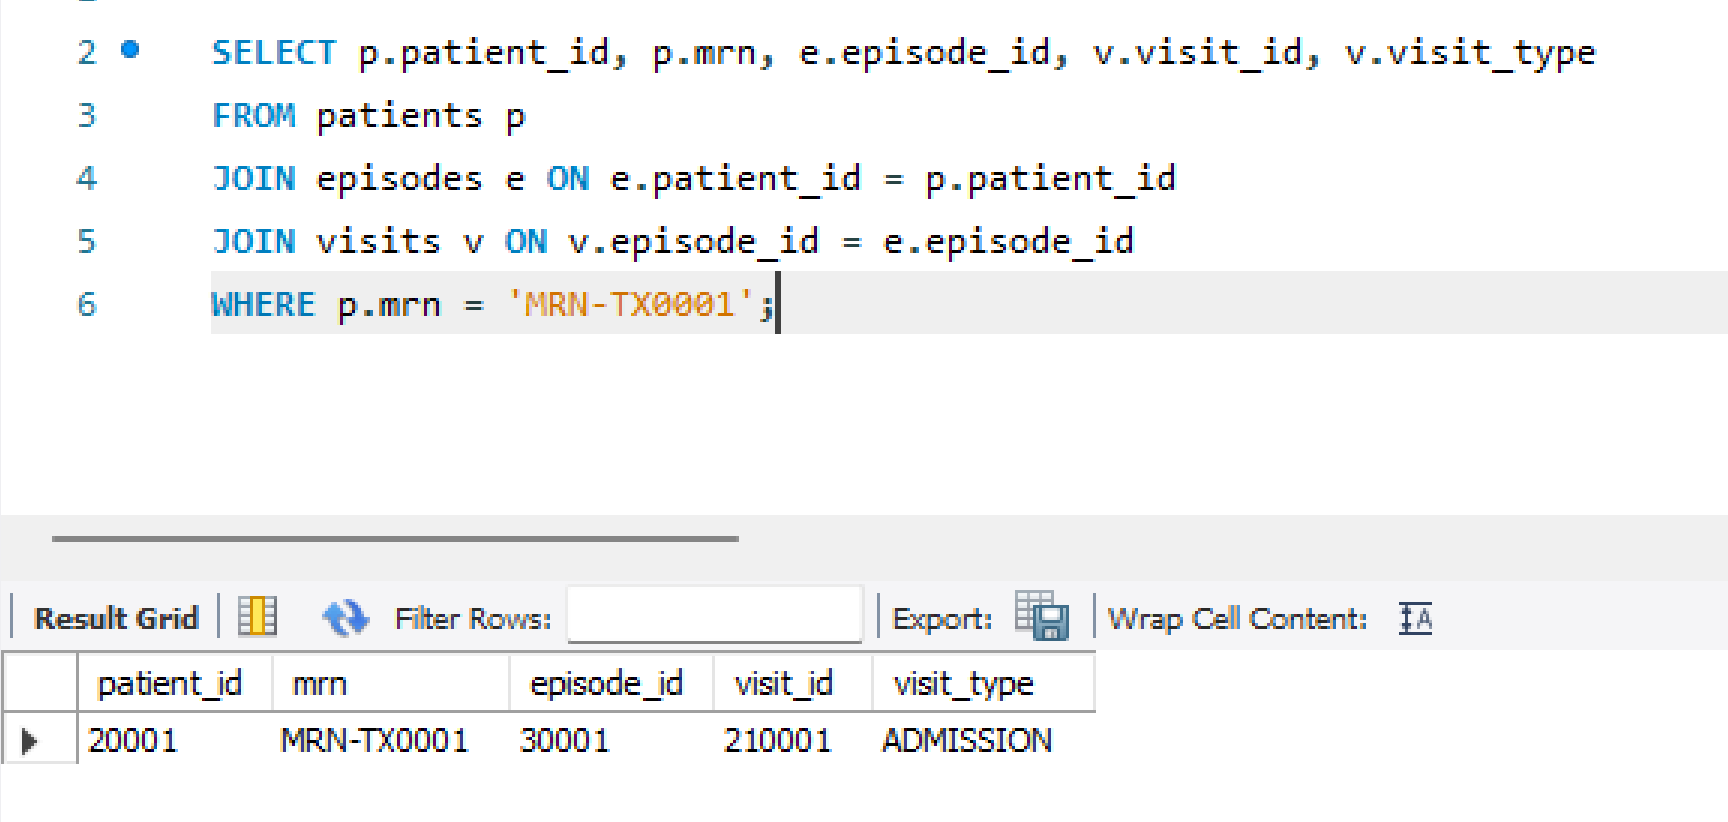 2 SELECT p.patient_id, p.mrn, e.episode_id, v.visit_id, v.visit_type
3 FROM patients p
4 JOIN episodes e ON e.patient_id = p.patient_id
5 JOIN visits v ON v.episode_id = e.episode_id
6 WHERE p.mrn = 'MRN-TX0001';
Result Grid Filter Rows: Export: Wrap Cell Content: A
patient_id mrn episode_id visit_id visit_type
20001 MRN-TX0001 30001 210001 ADMISSION